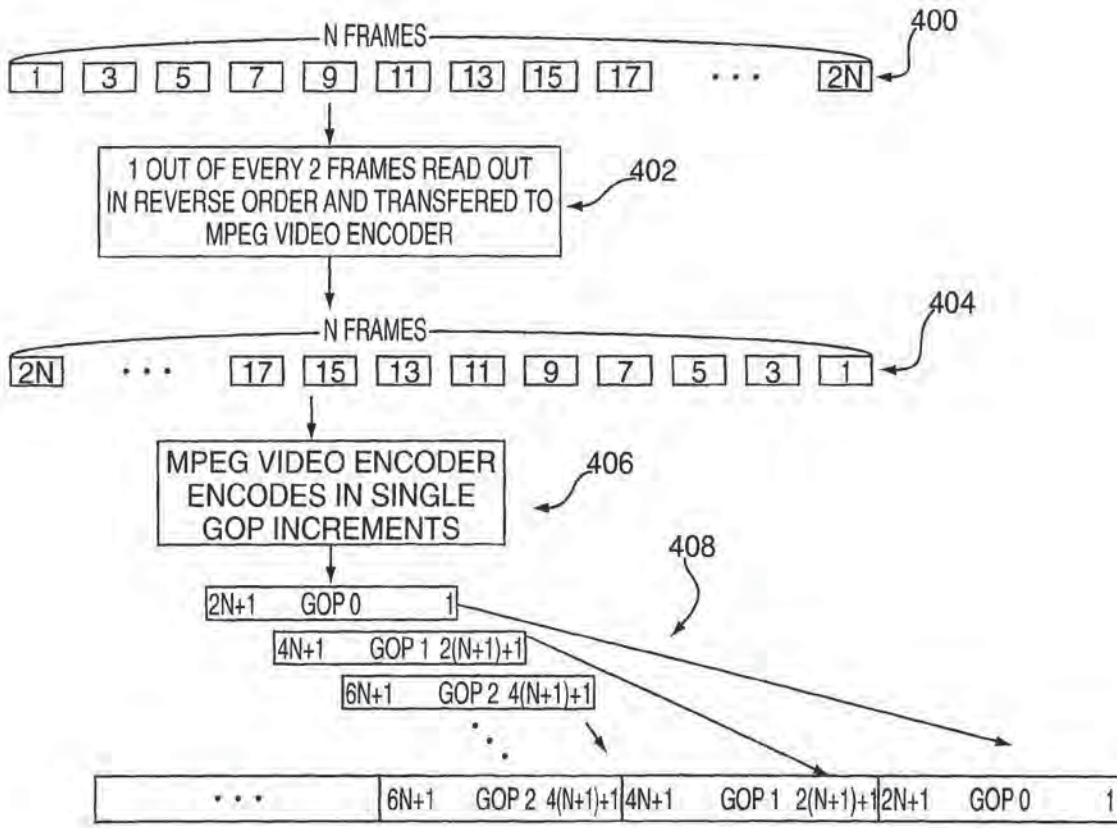 N FRAMES
400
1 3 5 7 9 11 13 15 17 ... 2N
1 OUT OF EVERY 2 FRAMES READ OUT
IN REVERSE ORDER AND TRANSFERED TO
MPEG VIDEO ENCODER
402
N FRAMES
404
2N ... 17 15 13 11 9 7 5 3 1
MPEG VIDEO ENCODER
ENCODES IN SINGLE
GOP INCREMENTS
406
408
2N+1 GOP 0 1
4N+1 GOP 1 2(N+1)+1
6N+1 GOP 2 4(N+1)+1
... 6N+1 GOP 2 4(N+1)+1 4N+1 GOP 1 2(N+1)+1 2N+1 GOP 0 1